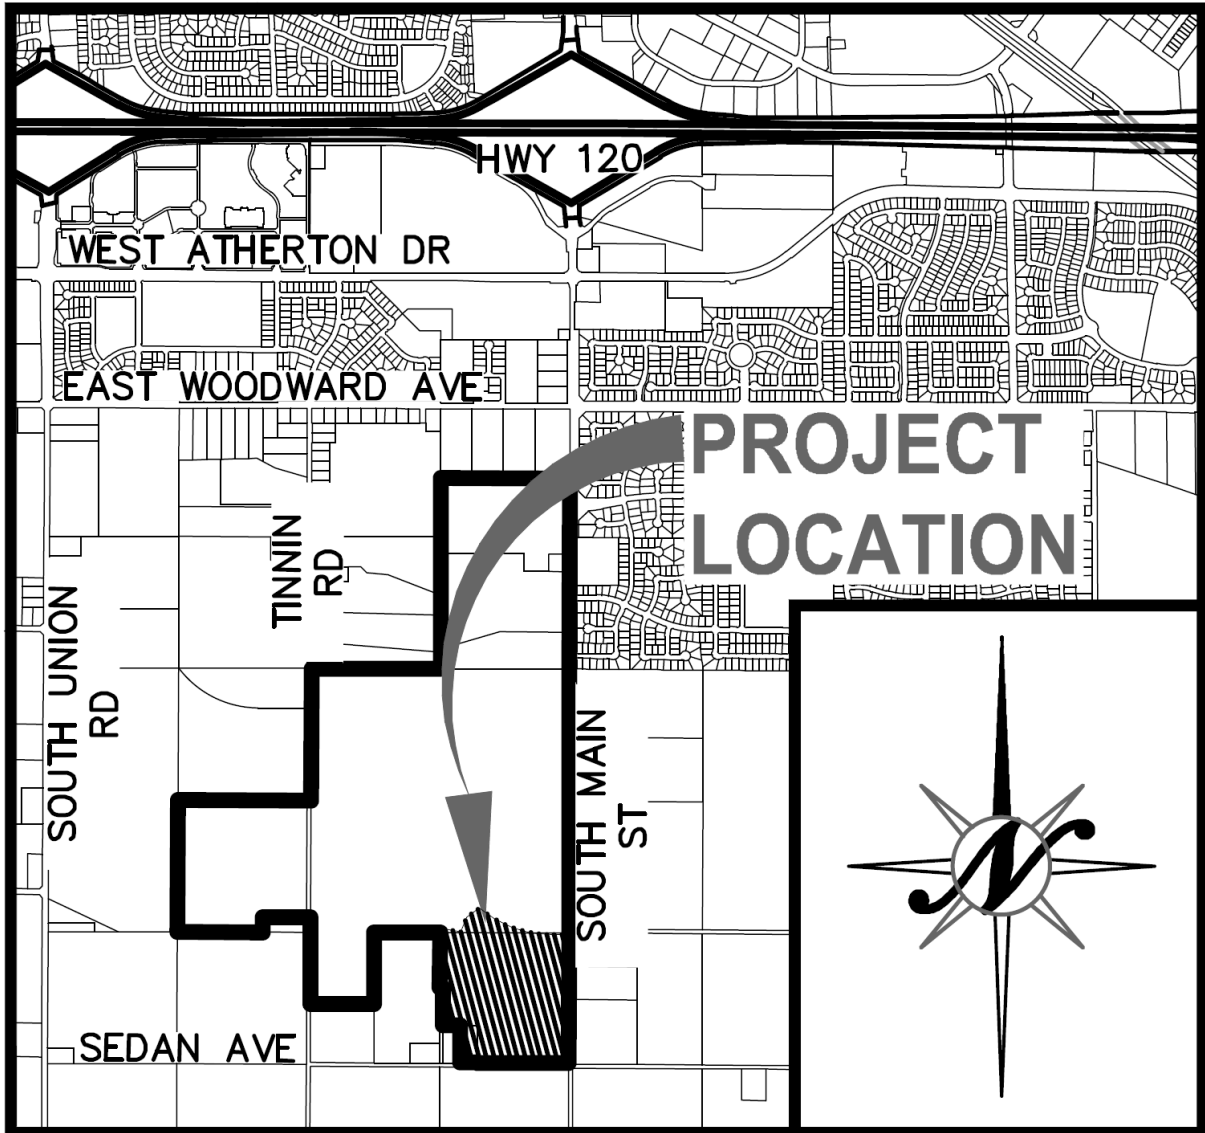 HWY 120
WEST ATHERTON DR
EAST WOODWARD AVE
PROJECT
LOCATION
TINNIN
RD
SOUTH UNION
RD
SOUTH MAIN
ST
SEDAN AVE
N